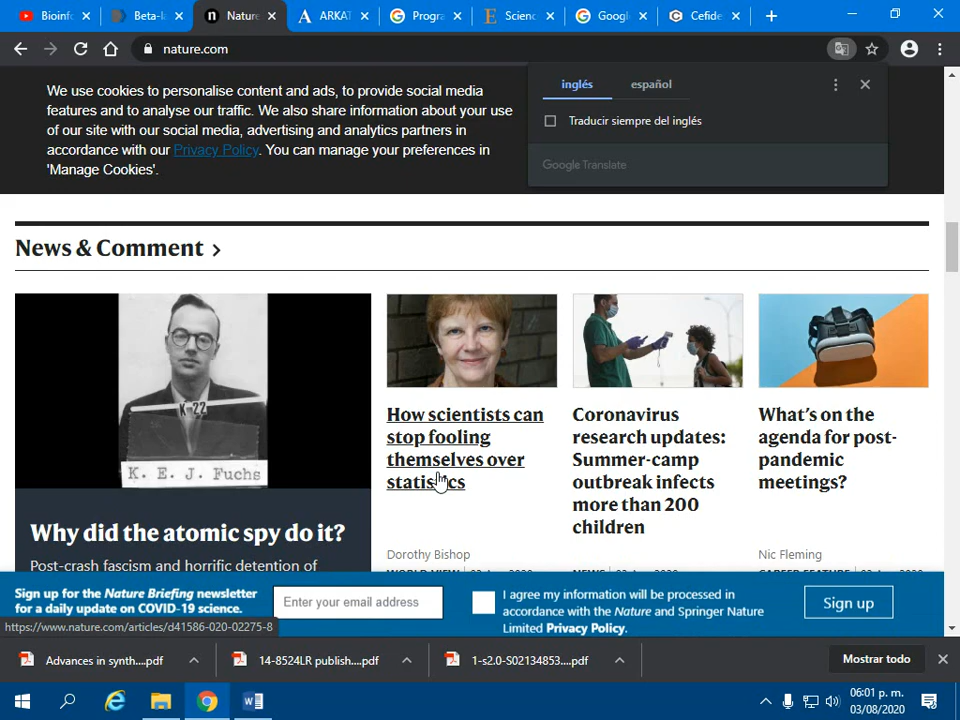 Bioinf
Beta-la
Nature
ARKAT
Progra
Scienc
Google
Cefide
nature.com
We use cookies to personalise content and ads, to provide social media
features and to analyse our traffic. We also share information about your use
of our site with our social media, advertising and analytics partners in
accordance with our Privacy Policy. You can manage your preferences in
'Manage Cookies'.
inglés español
Traducir siempre del inglés
Google Translate
News & Comment >
K-22
K. E. J. Fuchs
Why did the atomic spy do it?
Post-crash fascism and horrific detention of
How scientists can
stop fooling
themselves over
statistics
Dorothy Bishop
Coronavirus
research updates:
Summer-camp
outbreak infects
more than 200
children
What's on the
agenda for post-
pandemic
meetings?
Nic Fleming
Sign up for the Nature Briefing newsletter
for a daily update on COVID-19 science.
Enter your email address
I agree my information will be processed in
accordance with the Nature and Springer Nature
Limited Privacy Policy.
Sign up
https://www.nature.com/articles/d41586-020-02275-8
Advances in synth....pdf
14-8524LR publish....pdf
1-s2.0-S02134853....pdf
Mostrar todo
06:01 p. m.
03/08/2020